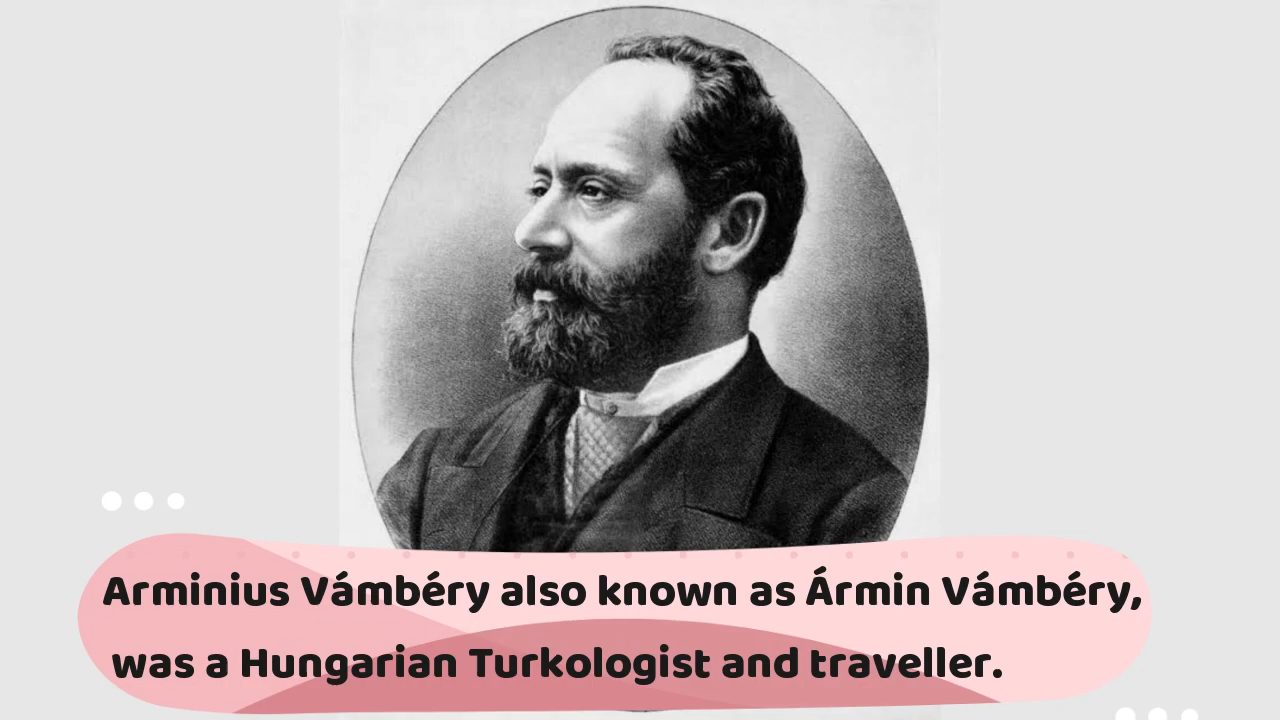 Arminius Vámbéry also known as Ármin Vámbéry,
was a Hungarian Turkologist and traveller.